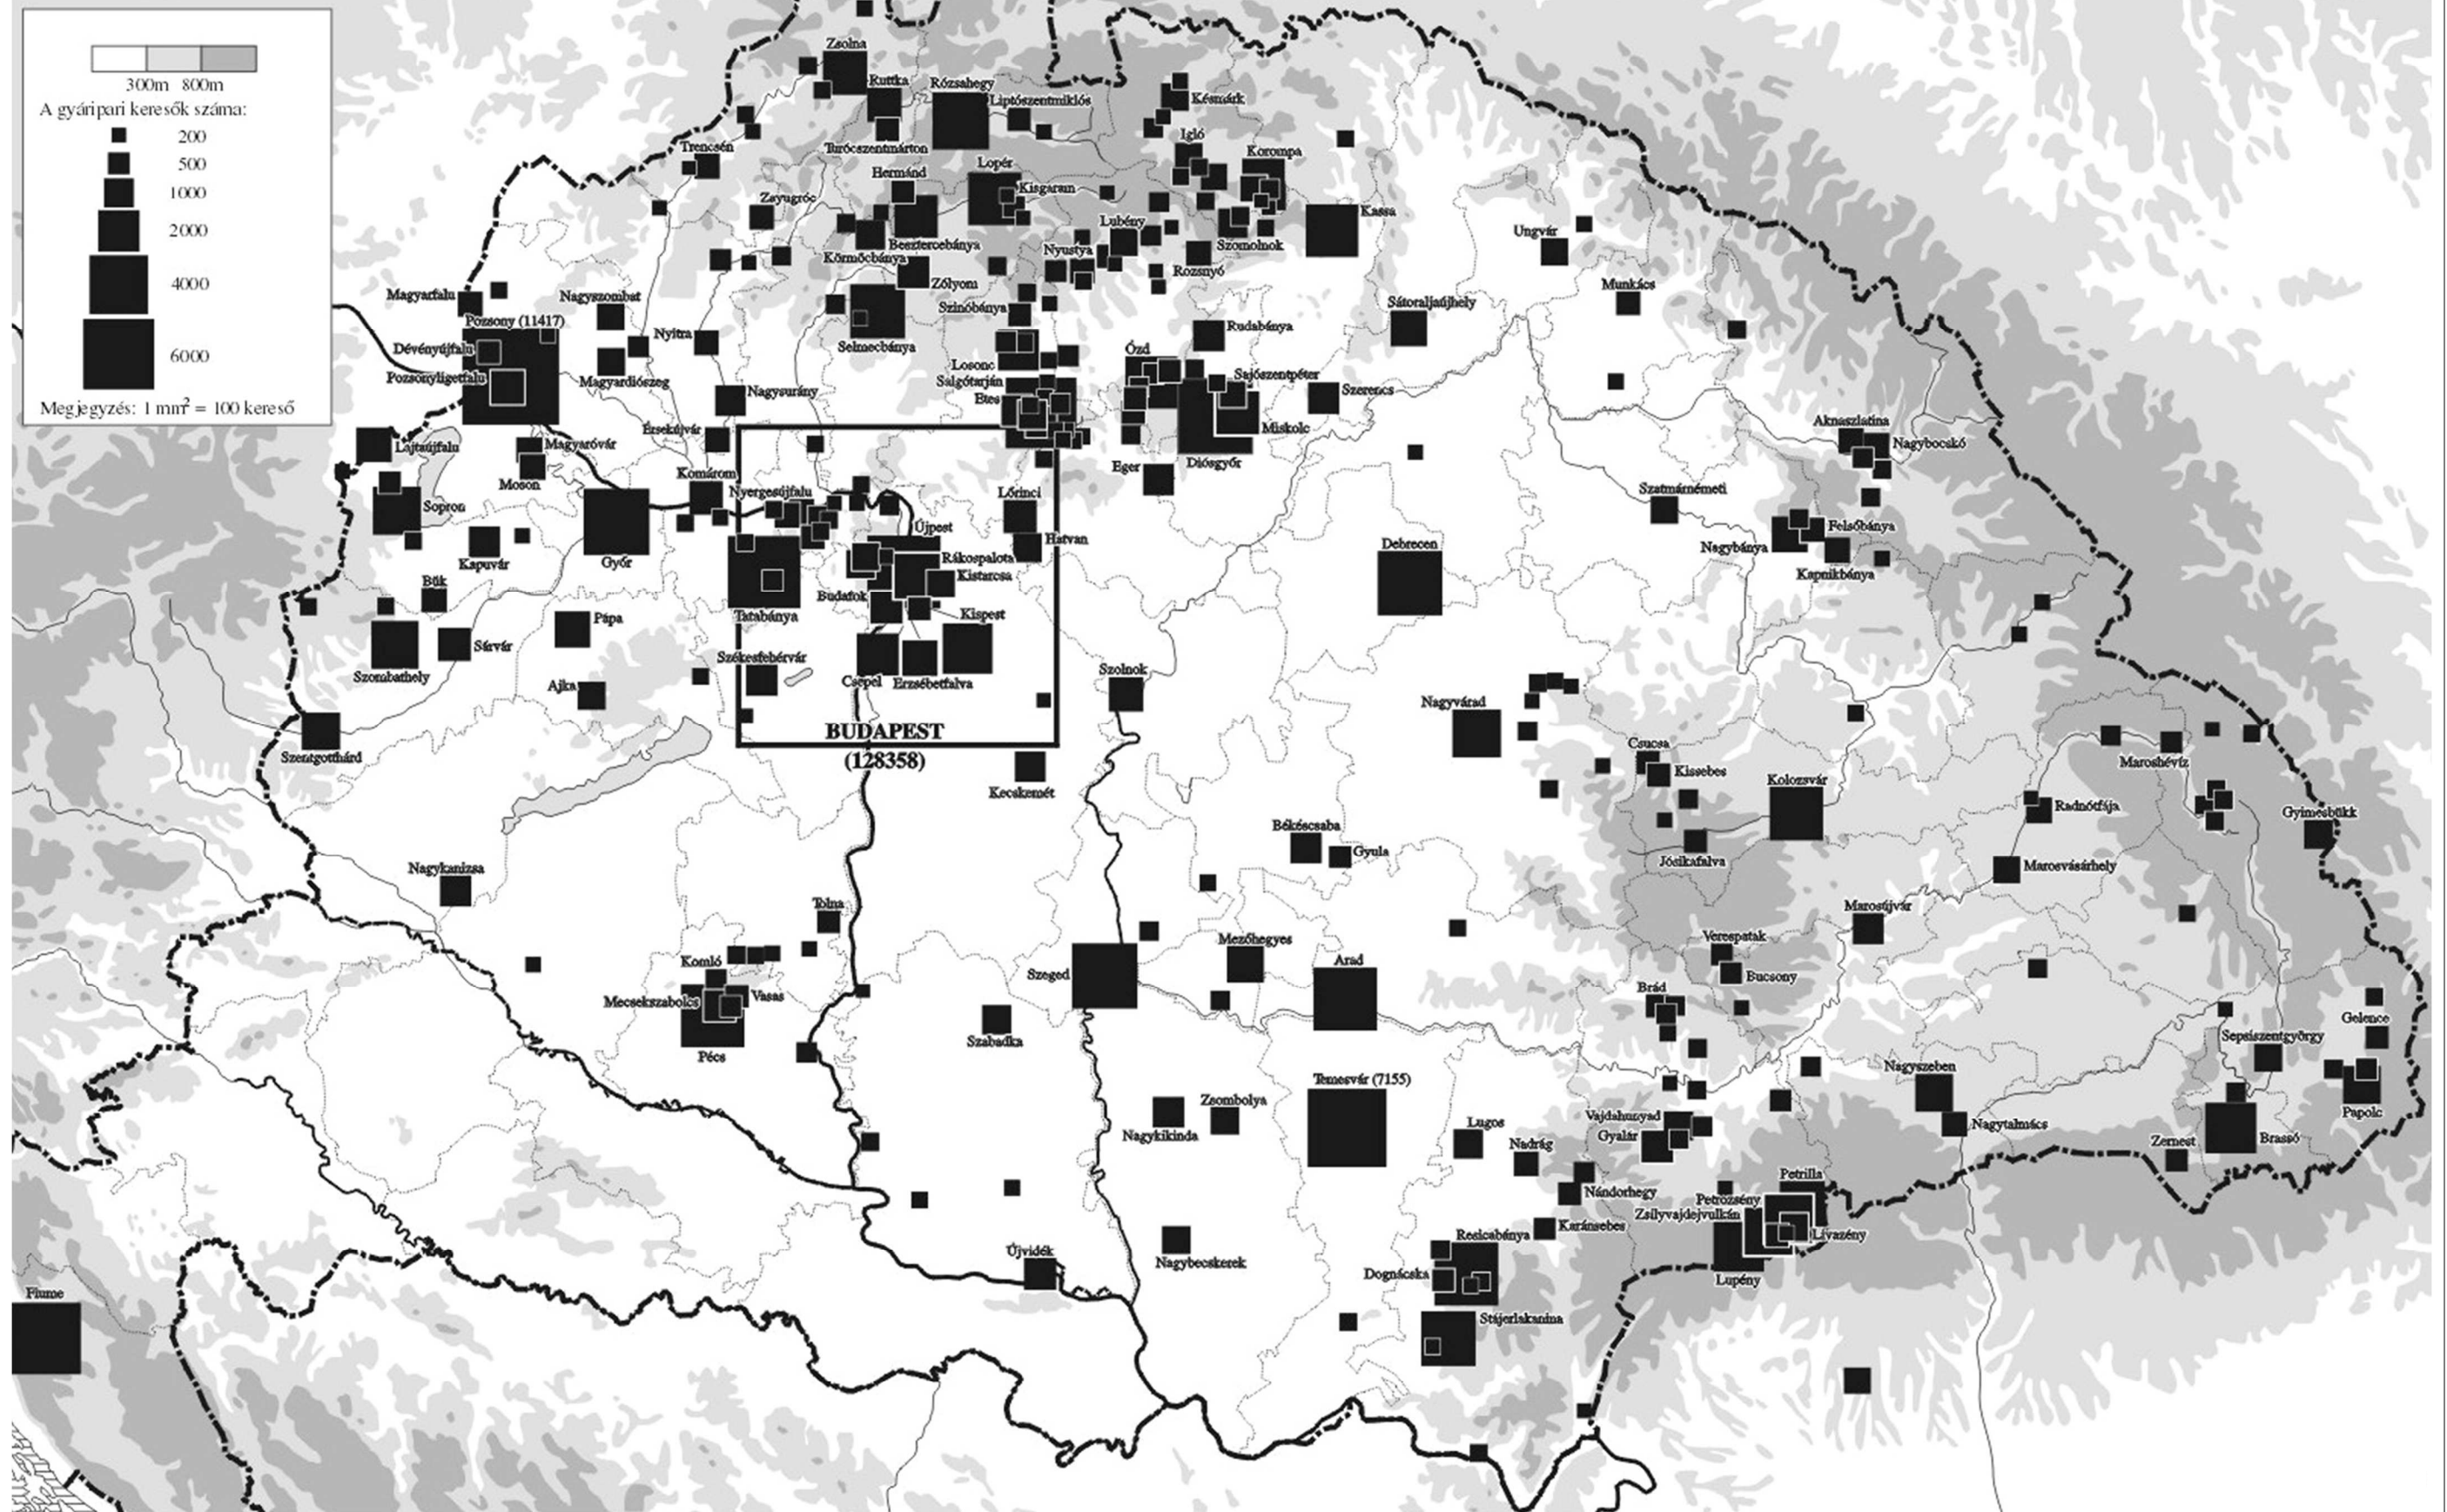 300m 800m
A gyáripari keresők száma:
200
500
1000
2000
4000
6000
Megjegyzés: 1 mm² = 100 kereső
Zsolna
Ruttka
Rózsahegy
Liptószentmiklós
Késmárk
Trencsén
Turócszentmárton
Igló
Korompa
Lopér
Hermánd
Kisgaram
Zayugróc
Kassa
Lubény
Besztercebánya
Nyustya
Szomolnok
Ungvár
Körmöcbánya
Rozsnyó
Zólyom
Munkács
Magyarfalu
Nagyszombat
Szinóbánya
Sátoraljaújhely
Pozsony (11417)
Nyitra
Rudabánya
Dévényújfalu
Selmecbánya
Ózd
Losonc
Pozsonyligetfalu
Magyardiószeg
Salgótarján
Sajószentpéter
Nagysurány
Szerencs
Etes
Aknaszlatina
Érsekújvár
Miskolc
Lajtaújfalu
Magyaróvár
Nagybocskó
Diósgyőr
Eger
Komárom
Moson
Nyergesújfalu
Lőrinci
Szatmárnémeti
Sopron
Újpest
Felsőbánya
Hatvan
Debrecen
Nagybánya
Kapuvár
Győr
Rákospalota
Kistarcsa
Kapnikbánya
Bük
Budafok
Tatabánya
Pápa
Kispest
Sárvár
Székesfehérvár
Szombathely
Csepel
Erzsébetfalva
Szolnok
Ajka
Nagyvárad
BUDAPEST
(128358)
Szentgotthárd
Csucsa
Kissebes
Maroshévíz
Kolozsvár
Kecskemét
Radnótfája
Gyimesbükk
Békéscsaba
Gyula
Jósikafalva
Nagykanizsa
Marosvásárhely
Tolna
Marosújvár
Verespatak
Mezőhegyes
Komló
Arad
Szeged
Bucsony
Brád
Vasas
Mecsekszabolcs
Gelence
Szabadka
Sepsiszentgyörgy
Pécs
Nagyszeben
Temesvár (7155)
Zsombolya
Papolc
Vajdahunyad
Lugos
Nagytalmács
Nagykikinda
Gyalár
Brassó
Nadrág
Zernest
Petrilla
Nándorhegy
Petrozsény
Zsilyvajdejvulkán
Karánsebes
Livazény
Resicabánya
Újvidék
Nagybecskerek
Dognácska
Lupény
Fiume
Stájerlakanina